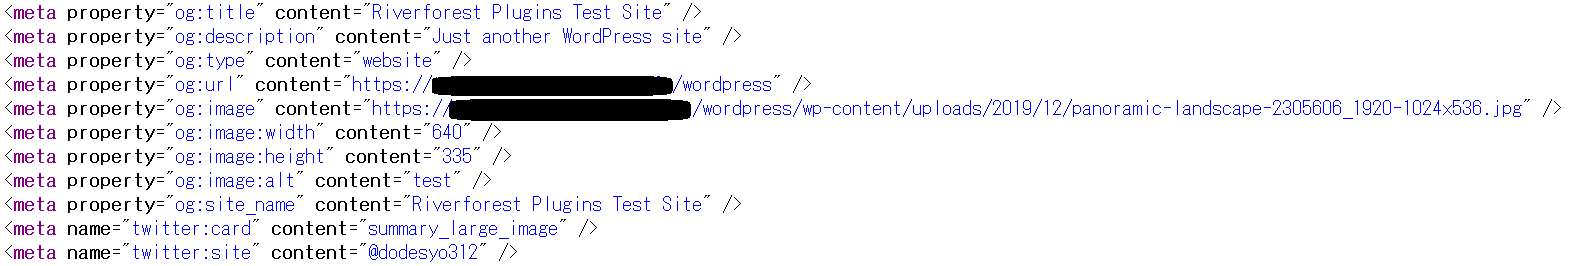 <meta property="og:title" content="Riverforest Plugins Test Site" />
<meta property="og:description" content="Just another WordPress site" />
<meta property="og:type" content="website" />
<meta property="og:url" content="https:///wordpress" />
<meta property="og:image" content="https:///wordpress/wp-content/uploads/2019/12/panoramic-landscape-2305606_1920-1024x536.jpg" />
<meta property="og:image:width" content="640" />
<meta property="og:image:height" content="335" />
<meta property="og:image:alt" content="test" />
<meta property="og:site_name" content="Riverforest Plugins Test Site" />
<meta name="twitter:card" content="summary_large_image" />
<meta name="twitter:site" content="@dodesyo312" />